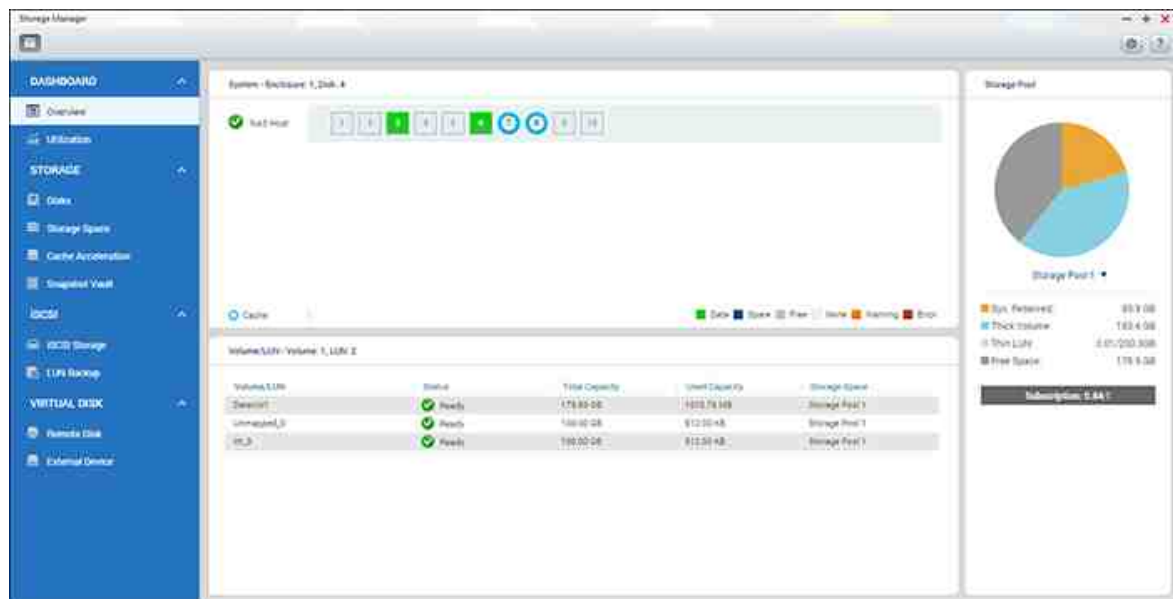 Storage Manager
DASHBOARD
Overview
Utilization
STORAGE
Disks
Storage Space
Cache Acceleration
Snapshot Vault
iSCSI
iSCSI Storage
LUN Backup
VIRTUAL DISK
Remote Disk
External Device
System - Enclosure: 1, Disk: 4
NAS Host
1 2 3 4 5 6 7 8 9 10
Cache
Data Spare Free None Warning Error
Volume/LUN - Volume: 1, LUN: 2
Volume/LUN Status Total Capacity Used Capacity Storage Space
DataVol1 Ready Storage Pool 1
Unmapped_0 Ready 100.00 GB 512.00 KB Storage Pool 1
Ready 100.00 GB 512.00 KB Storage Pool 1
Storage Pool
Storage Pool 1
Sys. Reserved:
Thick Volume: 183.4 GB
Thin LUN:
Free Space:
Subscription: